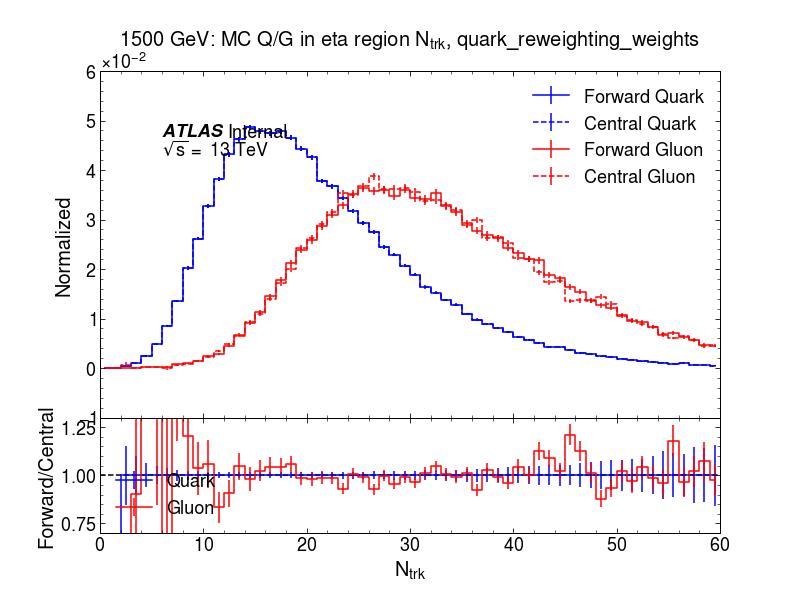 1500 GeV: MC Q/G in eta region Ntrk, quark_reweighting_weights
×10−2
6
5
4
3
2
1
0
−1
Normalized
ATLAS Internal
√s = 13 TeV
Forward Quark
Central Quark
Forward Gluon
Central Gluon
1.25
1.00
0.75
Forward/Central
Quark
Gluon
0 10 20 30 40 50 60
Ntrk